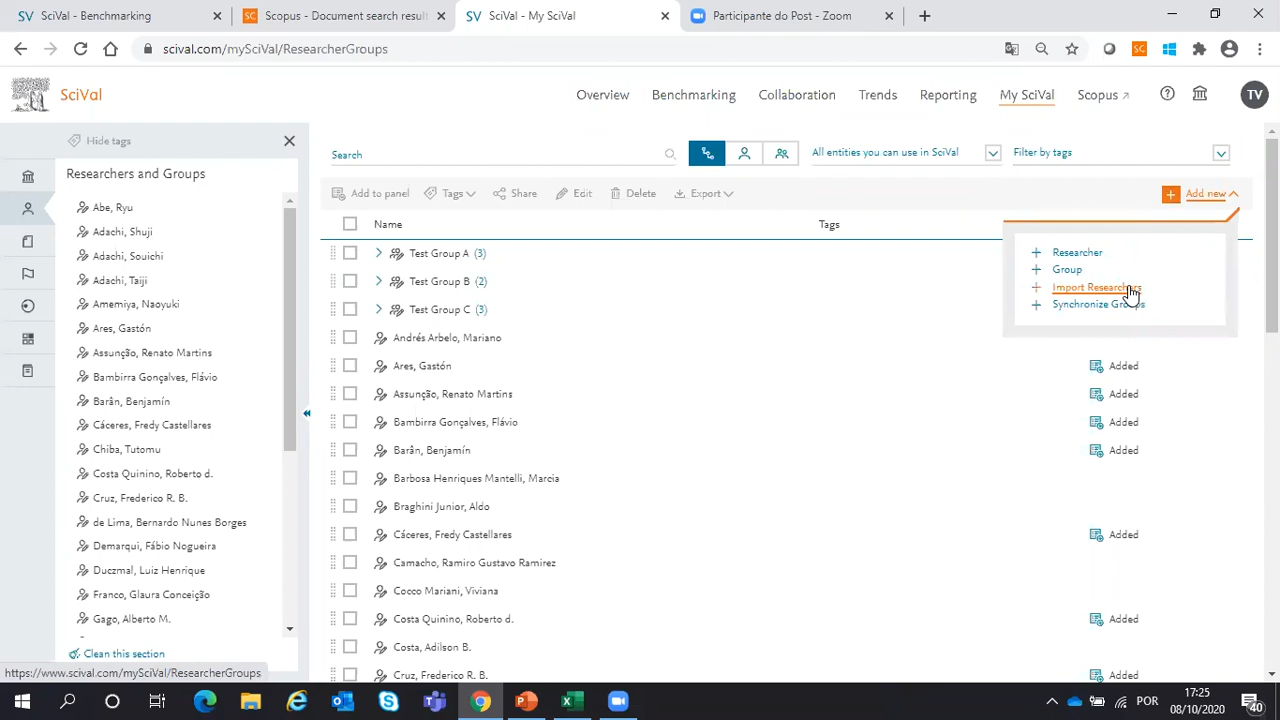 SciVal - Benchmarking
Scopus - Document search result
SciVal - My SciVal
Participante do Post - Zoom
scival.com/mySciVal/ResearcherGroups
SciVal
Overview Benchmarking Collaboration Trends Reporting My SciVal Scopus TV
Hide tags
Researchers and Groups
Abe, Ryu
Adachi, Shuji
Adachi, Souichi
Adachi, Taiji
Amemiya, Naoyuki
Ares, Gastón
Assunção, Renato Martins
Bambirra Gonçalves, Flávio
Barân, Benjamín
Cáceres, Fredy Castellares
Chiba, Tutomu
Costa Quinino, Roberto d.
Cruz, Frederico R. B.
de Lima, Bernardo Nunes Borges
Demarqui, Fábio Nogueira
Duczmal, Luiz Henrique
Franco, Glaura Conceição
Gago, Alberto M.
Clean this section
Search
All entities you can use in SciVal
Filter by tags
Add to panel Tags Share Edit Delete Export Add new
Name Tags
Researcher
Group
Import Researchers
Synchronize Groups
Test Group A (3)
Test Group B (2)
Test Group C (3)
Andrés Arbelo, Mariano
Ares, Gastón Added
Assunção, Renato Martins Added
Bambirra Gonçalves, Flávio Added
Barân, Benjamín Added
Barbosa Henriques Mantelli, Marcia
Braghini Junior, Aldo
Cáceres, Fredy Castellares Added
Camacho, Ramiro Gustavo Ramirez
Cocco Mariani, Viviana
Costa Quinino, Roberto d. Added
Costa, Adilson B.
Cruz, Frederico R. B. Added
https://www.scival.com/mySciVal/ResearcherGroups
POR
17:25
08/10/2020
40